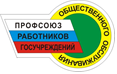 ПРОФСОЮЗ
РАБОТНИКОВ
ГОСУЧРЕЖДЕНИЙ
ОБЩЕСТВЕННОГО ОБСЛУЖИВАНИЯ